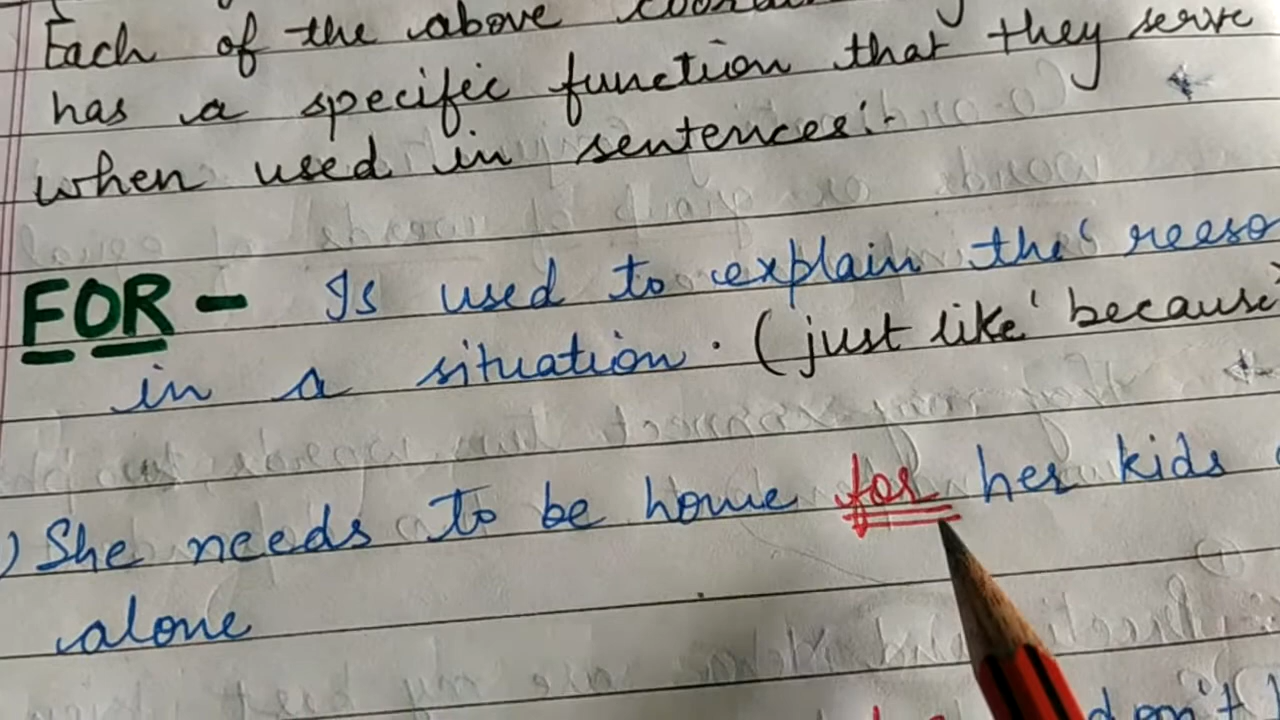 Each of the above
has a specific function that they serve
when used in sentences:-
FOR - Is used to explain the
in a situation. (just like 'because'
) She needs to be home for her kids
alone
don't